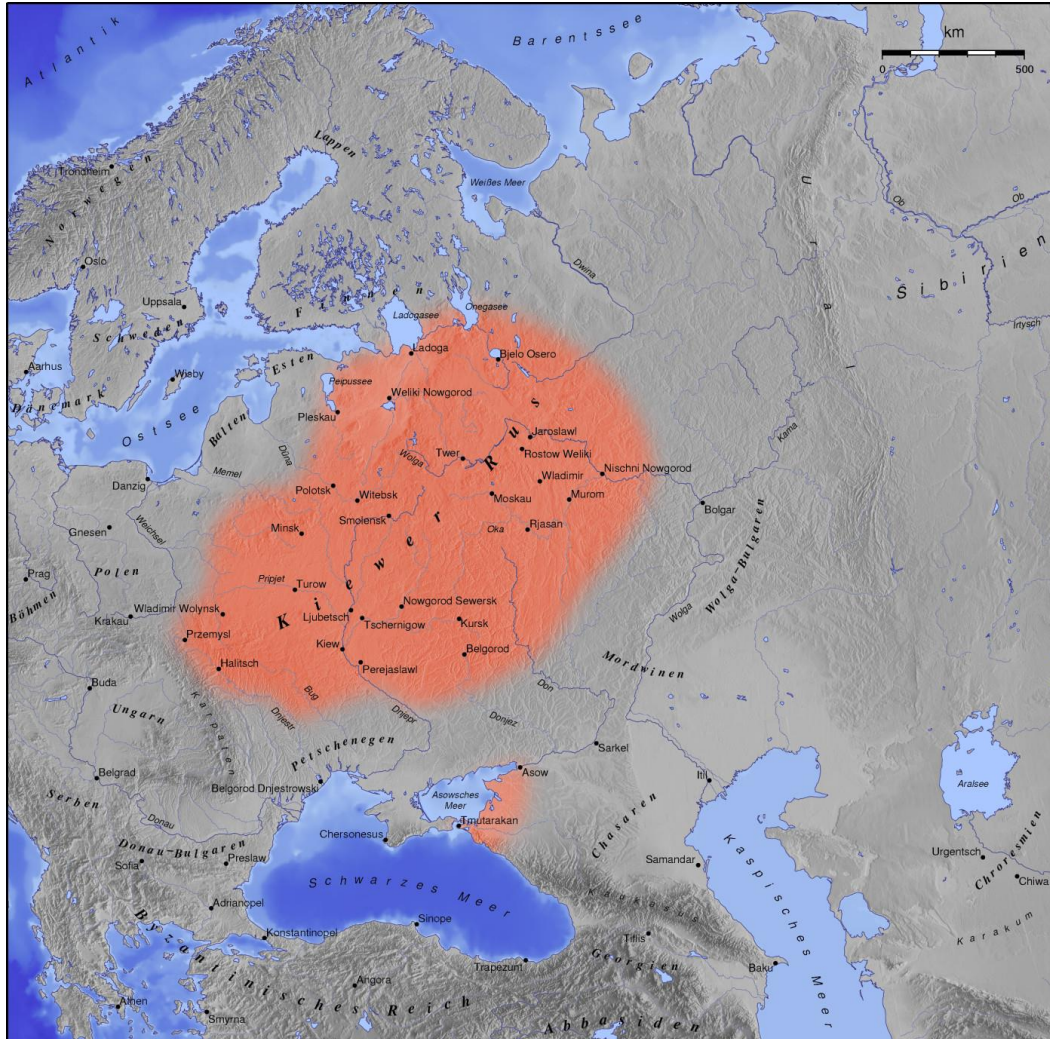 Atlantik
Barentssee
km
0 500
Lappen
Trondheim
Norwegen
Weißes Meer
Ural
Ob
Ob
Oslo
Dwina
Sibirien
Uppsala
Finnen
Ladogasee
Onegasee
Irtysch
Schweden
Ladoga
Bjelo Osero
Aarhus
Wisby
Esten
Peipussee
Dänemark
Ostsee
Pleskau
Weliki Nowgorod
Balten
Jaroslawl
Kama
Düna
Wolga
Twer
Rostow Weliki
Memel
Nischni Nowgorod
Danzig
Polotsk
Witebsk
Wladimir
Moskau
Murom
Bolgar
Gnesen
Weichsel
Minsk
Smolensk
Oka
Rjasan
Kiewer Rus
Wolga-Bulgaren
Prag
Polen
Pripjet
Turow
Böhmen
Krakau
Wladimir Wolynsk
Ljubetsch
Nowgorod Sewersk
Tschernigow
Kursk
Wolga
Przemysl
Kiew
Belgorod
Halitsch
Perejaslawl
Mordwinen
Buda
Bug
Don
Ungarn
Karpaten
Dnjestr
Dnjepr
Donjez
Petschenegen
Sarkel
Belgrad
Belgorod Dnjestrowski
Asow
Itil
Asowsches
Meer
Aralsee
Serben
Donau
Tmutarakan
Chasaren
Donau-Bulgaren
Chersonesus
Sofia
Preslaw
Samandar
Urgentsch
Chroresmien
Chiwa
Schwarzes Meer
Kaukasus
Kaspisches Meer
Adrianopel
Sinope
Karakum
Konstantinopel
Tiflis
Trapezunt
Georgien
Baku
Byzantinisches Reich
Angora
Athen
Smyrna
Abbasiden